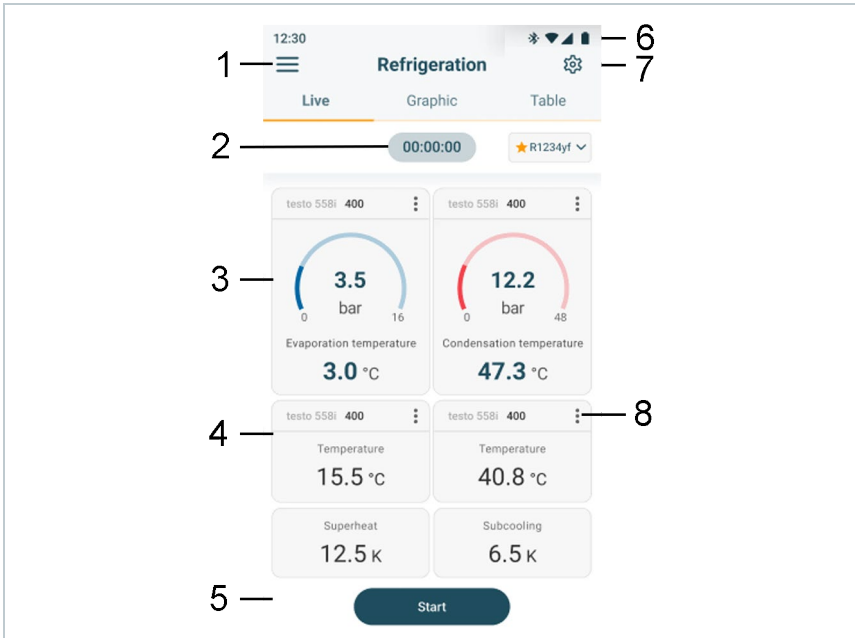 12:30
6
1
Refrigeration
7
Live Graphic Table
2
00:00:00
R1234yf
testo 558i 400
testo 558i 400
3
3.5
bar
0 16
Evaporation temperature
3.0 °C
12.2
bar
0 48
Condensation temperature
47.3 °C
4
testo 558i 400
Temperature
15.5 °C
testo 558i 400
8
Temperature
40.8 °C
Superheat
12.5 K
Subcooling
6.5 K
5
Start